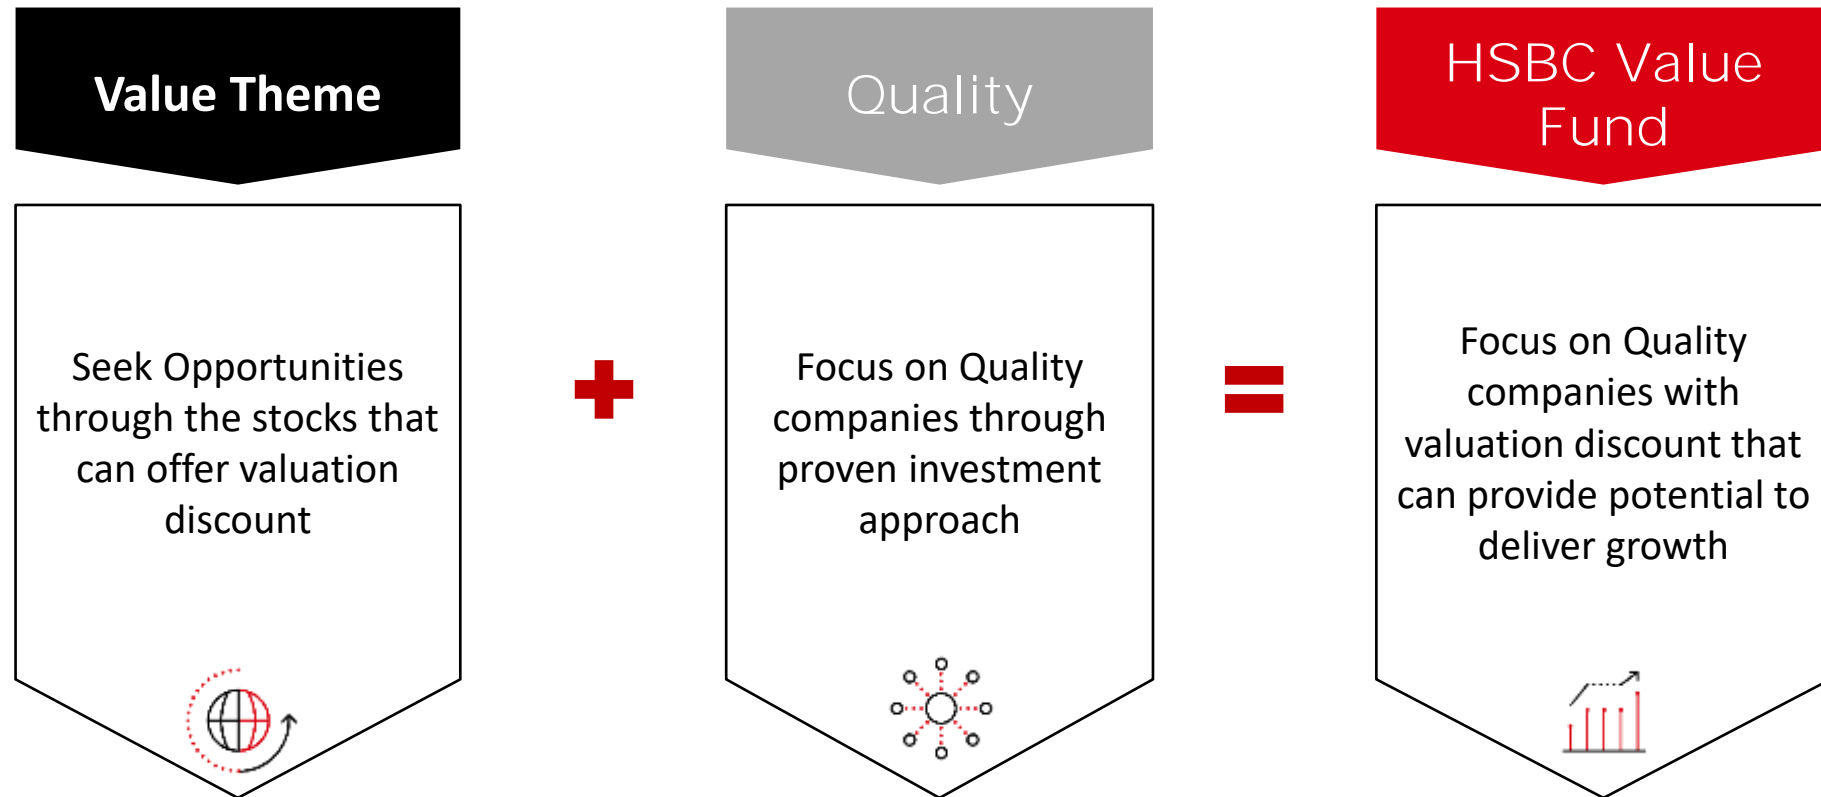 Value Theme
Seek Opportunities
through the stocks that
can offer valuation
discount
Quality
Focus on Quality
companies through
proven investment
approach
HSBC Value
Fund
Focus on Quality
companies with
valuation discount that
can provide potential to
deliver growth